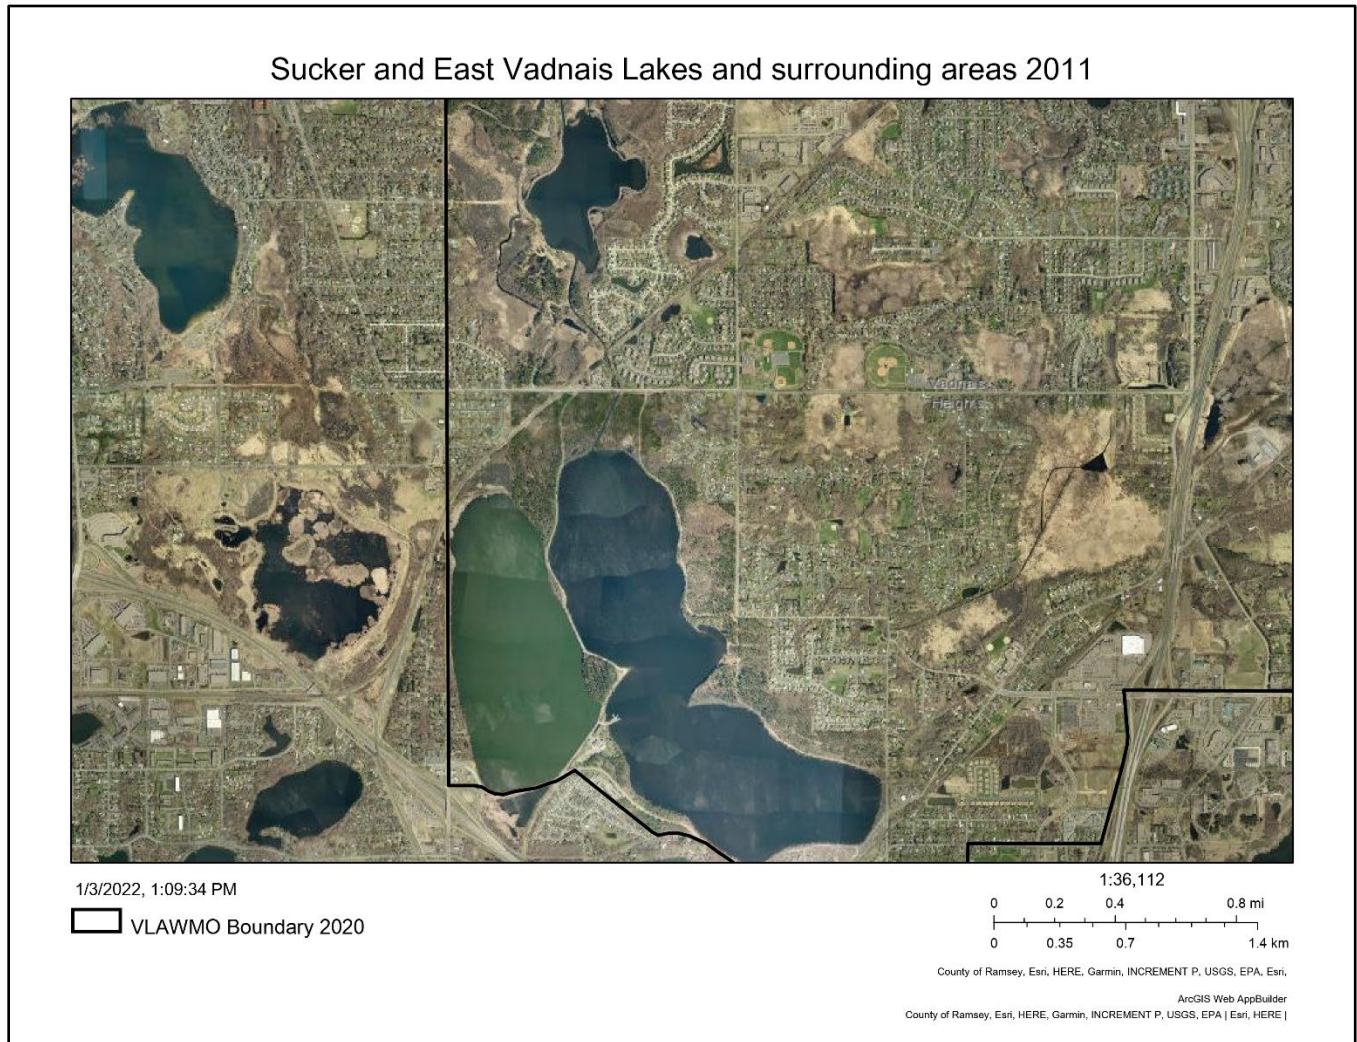 Sucker and East Vadnais Lakes and surrounding areas 2011
Vadnais
Heights
1/3/2022, 1:09:34 PM
VLAWMO Boundary 2020
1:36,112
0 0.2 0.4 0.8 mi
0 0.35 0.7 1.4 km
County of Ramsey, Esri, HERE, Garmin, INCREMENT P, USGS, EPA, Esri,
ArcGIS Web AppBuilder
County of Ramsey, Esri, HERE, Garmin, INCREMENT P, USGS, EPA | Esri, HERE |